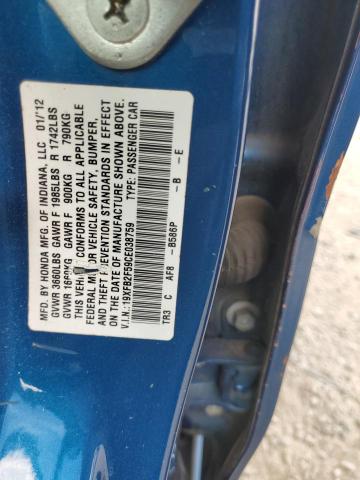 MFD. BY HONDA MFG. OF INDIANA, LLC 01/'12
GVWR 3660LBS GAWR F 1985LBS R 1742LBS
GVWR 1660KG GAWR F 900KG R 790KG
THIS VEHICLE CONFORMS TO ALL APPLICABLE
FEDERAL MOTOR VEHICLE SAFETY, BUMPER,
AND THEFT PREVENTION STANDARDS IN EFFECT
ON THE DATE OF MANUFACTURE SHOWN ABOVE.
V.I.N.: 19XFB2F59CE038759 TYPE: PASSENGER CAR
TR3 C AF8 -B586P -B -E